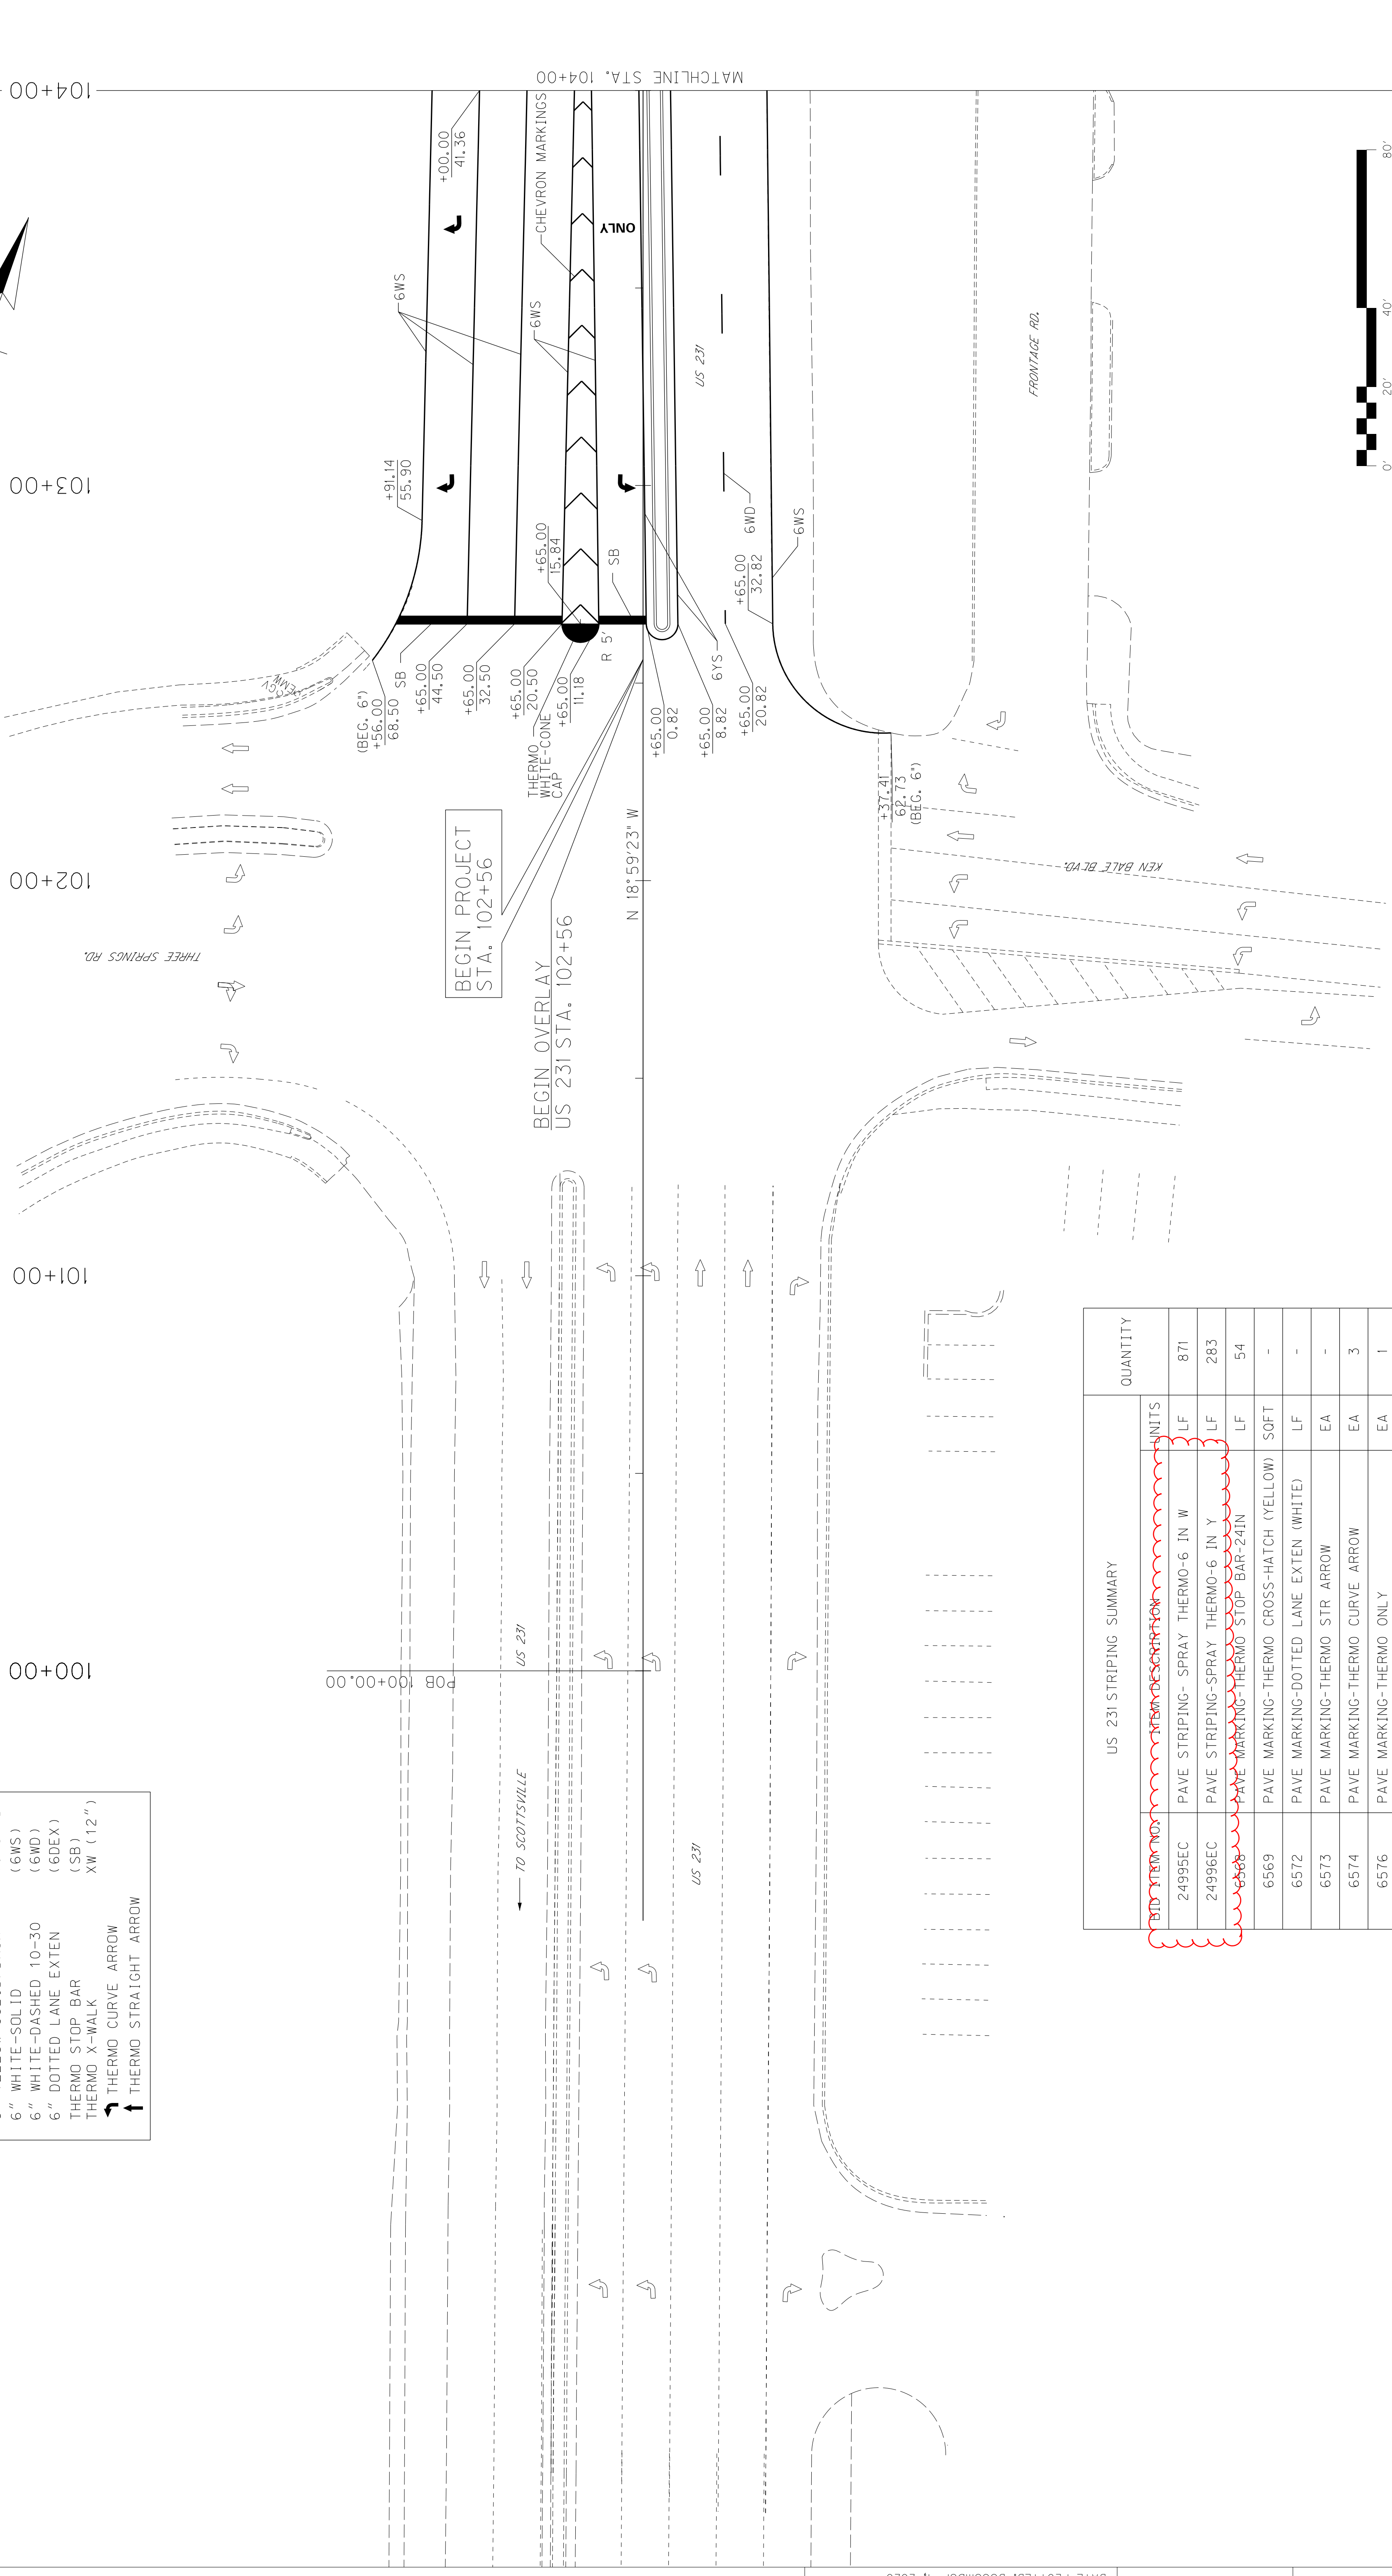 MATCHLINE STA. 104+00
104+00
103+00
102+00
101+00
100+00
+00.00
41.36
CHEVRON MARKINGS
ONLY
6WS
6WS
US 231
FRONTAGE RD.
+91.14
55.90
+65.00
15.84
SB
6WD
6WS
+65.00
32.82
(BEG. 6")
+56.00
68.50
SB
+65.00
44.50
+65.00
32.50
+65.00
20.50
+65.00
11.18
R 5'
THERMO
WHITE-CONE
CAP
6YS
+65.00
0.82
+65.00
8.82
+65.00
20.82
+37.41
62.73
(BEG. 6")
KEN BALE BLVD.
THREE SPRINGS RD.
BEGIN PROJECT
STA. 102+56
BEGIN OVERLAY
US 231 STA. 102+56
N 18°59'23" W
POB 100+00.00
US 231
TO SCOTTSVILLE
US 231
0' 20' 40' 80'
6" WHITE-SOLID (6WS)
6" WHITE-DASHED 10-30 (6WD)
6" DOTTED LANE EXTEN (6DEX)
THERMO STOP BAR (SB)
THERMO X-WALK XW (12")
THERMO CURVE ARROW
THERMO STRAIGHT ARROW
US 231 STRIPING SUMMARY QUANTITY
BID ITEM NO. ITEM DESCRIPTION UNITS
24995EC PAVE STRIPING- SPRAY THERMO-6 IN W LF 871
24996EC PAVE STRIPING-SPRAY THERMO-6 IN Y LF 283
6568 PAVE MARKING-THERMO STOP BAR-24IN LF 54
6569 PAVE MARKING-THERMO CROSS-HATCH (YELLOW) SQFT -
6572 PAVE MARKING-DOTTED LANE EXTEN (WHITE) LF -
6573 PAVE MARKING-THERMO STR ARROW EA -
6574 PAVE MARKING-THERMO CURVE ARROW EA 3
6576 PAVE MARKING-THERMO ONLY EA 1